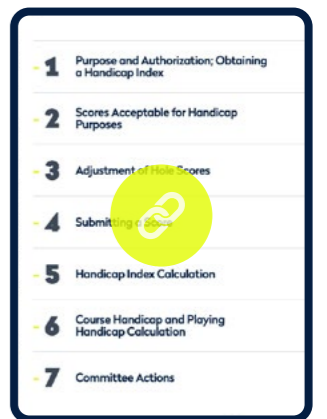 1 Purpose and Authorization; Obtaining
a Handicap Index
2 Scores Acceptable for Handicap
Purposes
3 Adjustment of Hole Scores
4 Submitting a Score
5 Handicap Index Calculation
6 Course Handicap and Playing
Handicap Calculation
7 Committee Actions